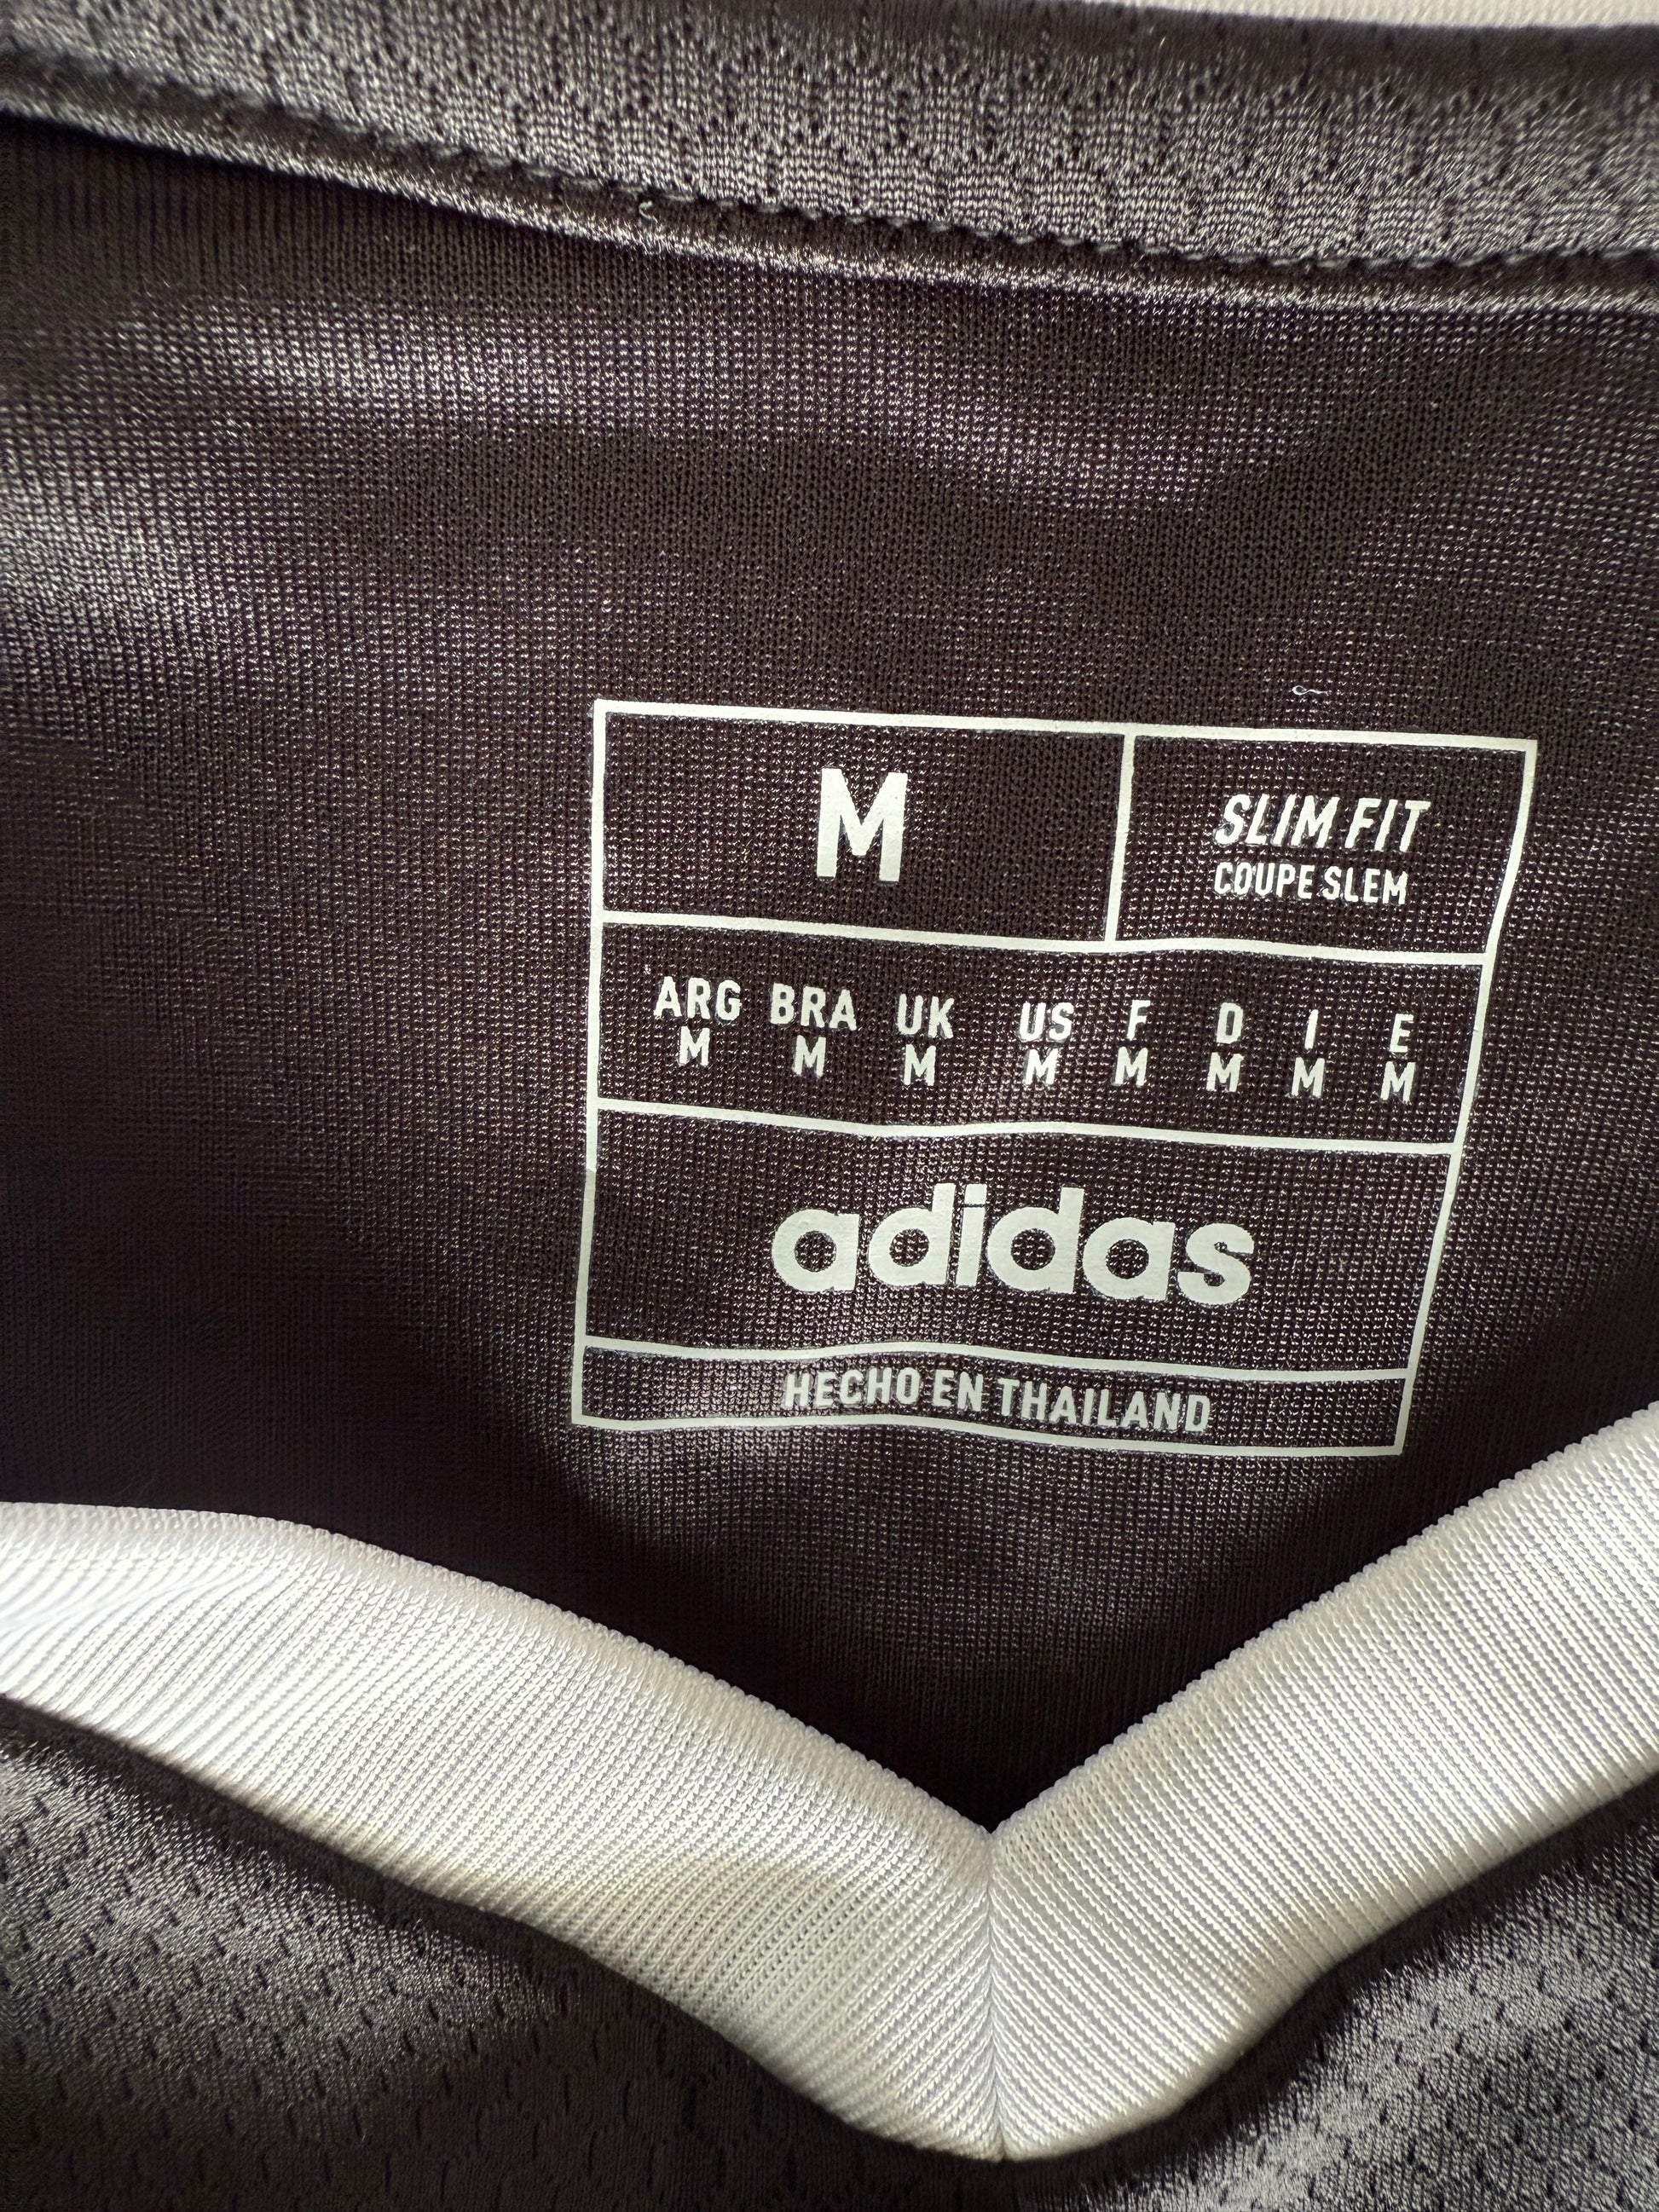 M
SLIM FIT
COUPE SLEM
ARG BRA UK US F D I E
M M M M M M M M
adidas
HECHO EN THAILAND